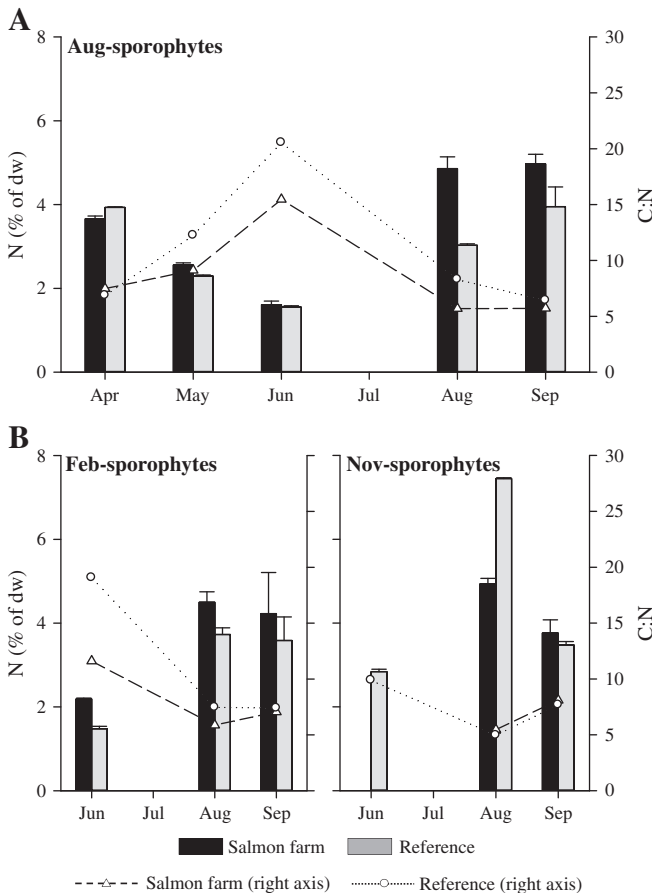 A
Aug-sporophytes
N (% of dw)
8
6
4
2
0
30
25
20
15
10
5
0
C:N
Apr May Jun Jul Aug Sep
B
Feb-sporophytes
N (% of dw)
8
6
4
2
0
Jun Jul Aug Sep
Nov-sporophytes
30
25
20
15
10
5
0
C:N
Jun Jul Aug Sep
Salmon farm Reference
Salmon farm (right axis) Reference (right axis)